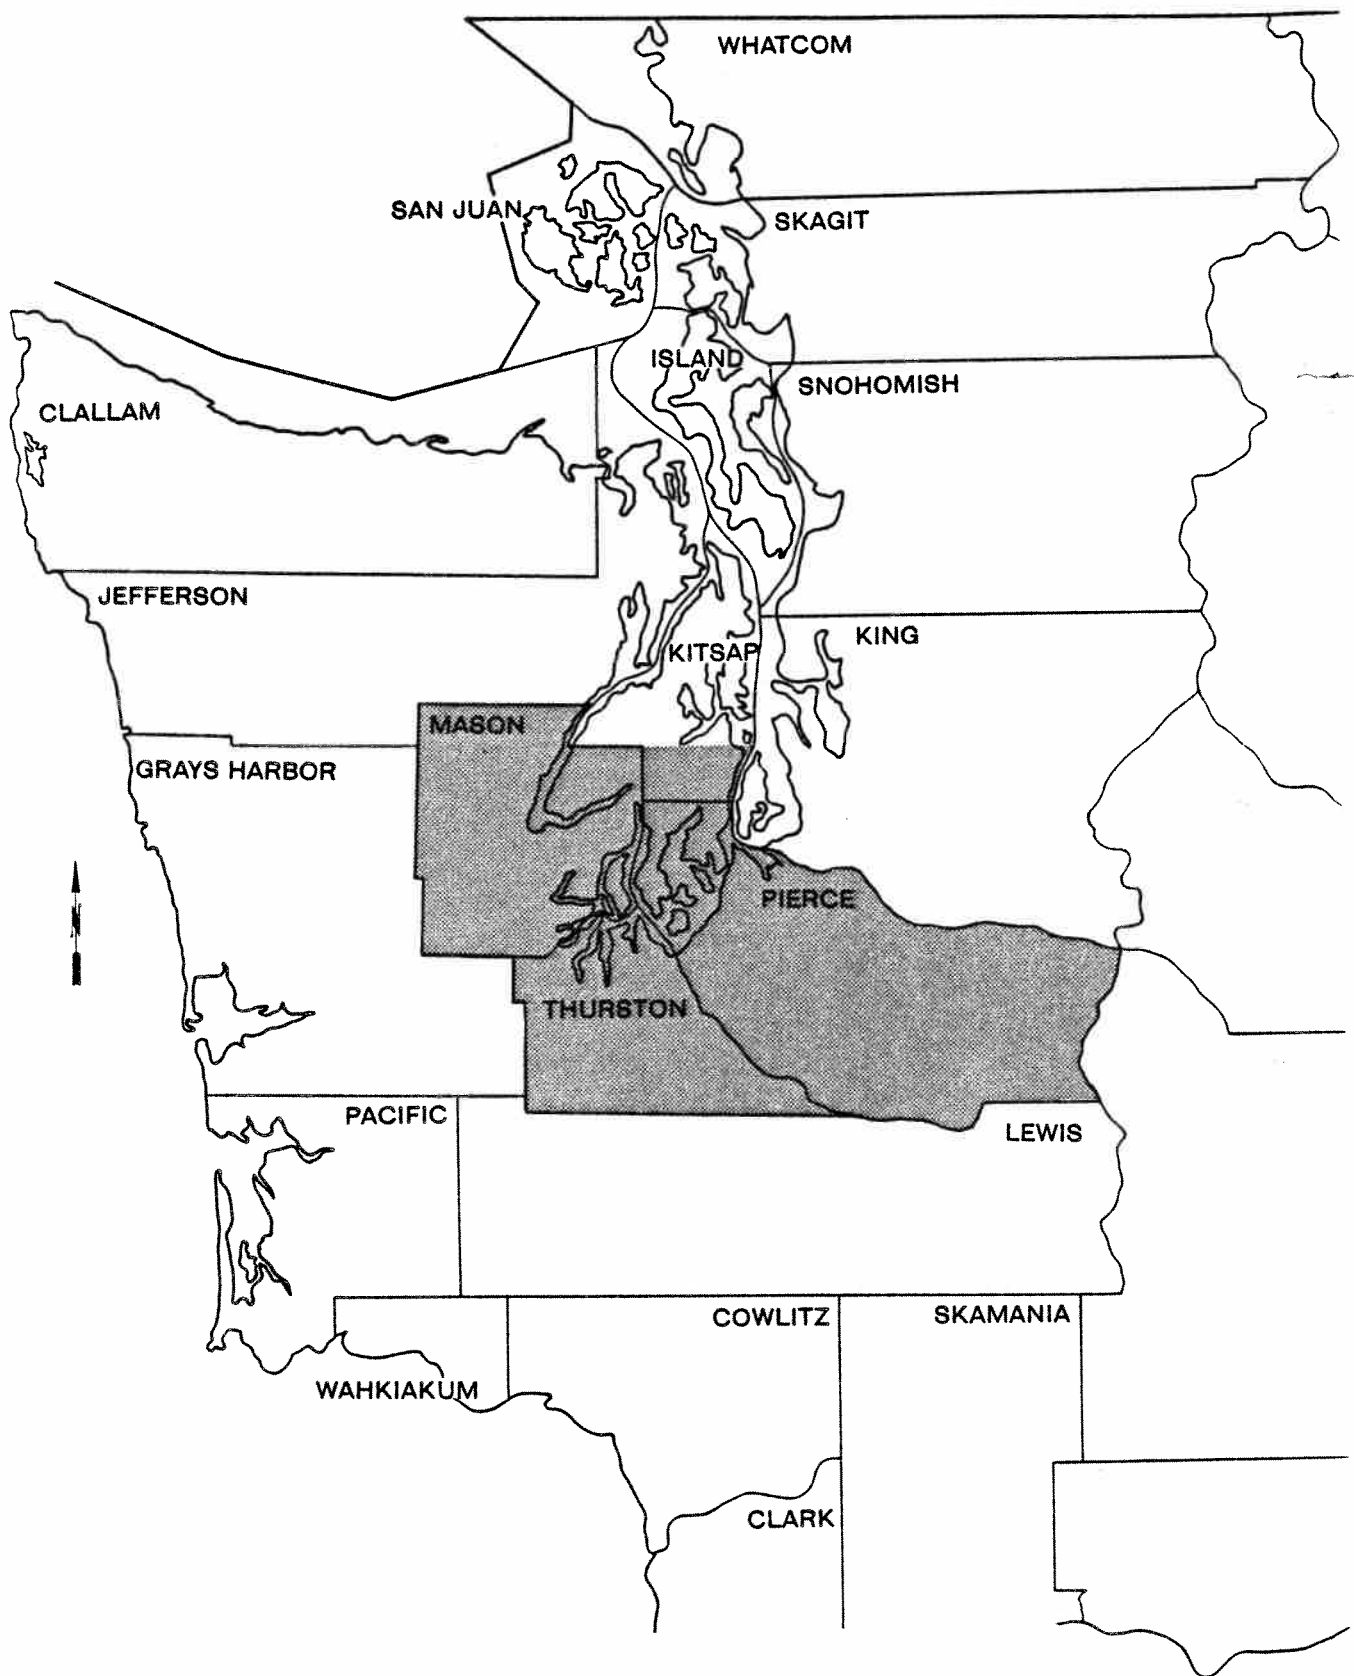 WHATCOM
SAN JUAN
SKAGIT
ISLAND
SNOHOMISH
CLALLAM
JEFFERSON
KITSAP
KING
MASON
GRAYS HARBOR
PIERCE
N
THURSTON
PACIFIC
LEWIS
COWLITZ
SKAMANIA
WAHKIAKUM
CLARK